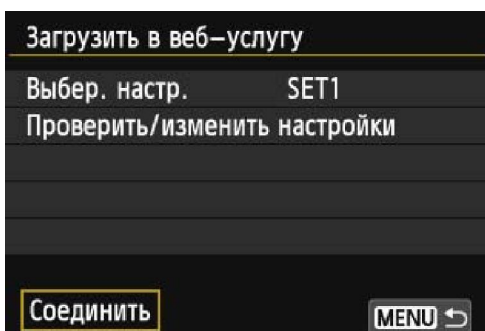 Загрузить в веб-услугу
Выбер. настр. SET1
Проверить/изменить настройки
Соединить
MENU